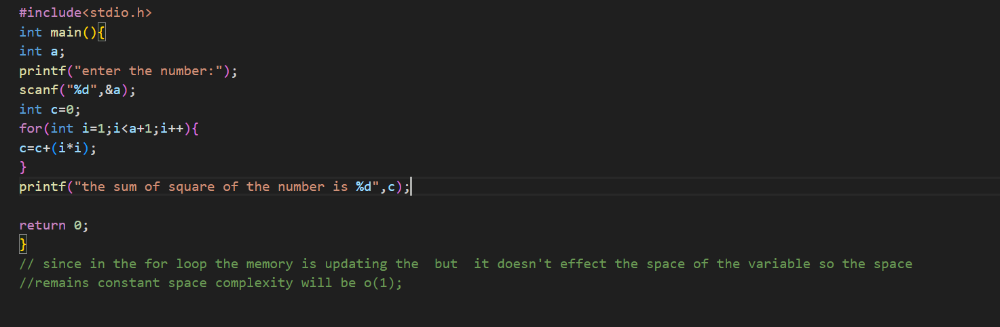 #include<stdio.h>
int main(){
int a;
printf("enter the number:");
scanf("%d",&a);
int c=0;
for(int i=1;i<a+1;i++){
c=c+(i*i);
}
printf("the sum of square of the number is %d",c);
return 0;
}
// since in the for loop the memory is updating the  but  it doesn't effect the space of the variable so the space
//remains constant space complexity will be o(1);